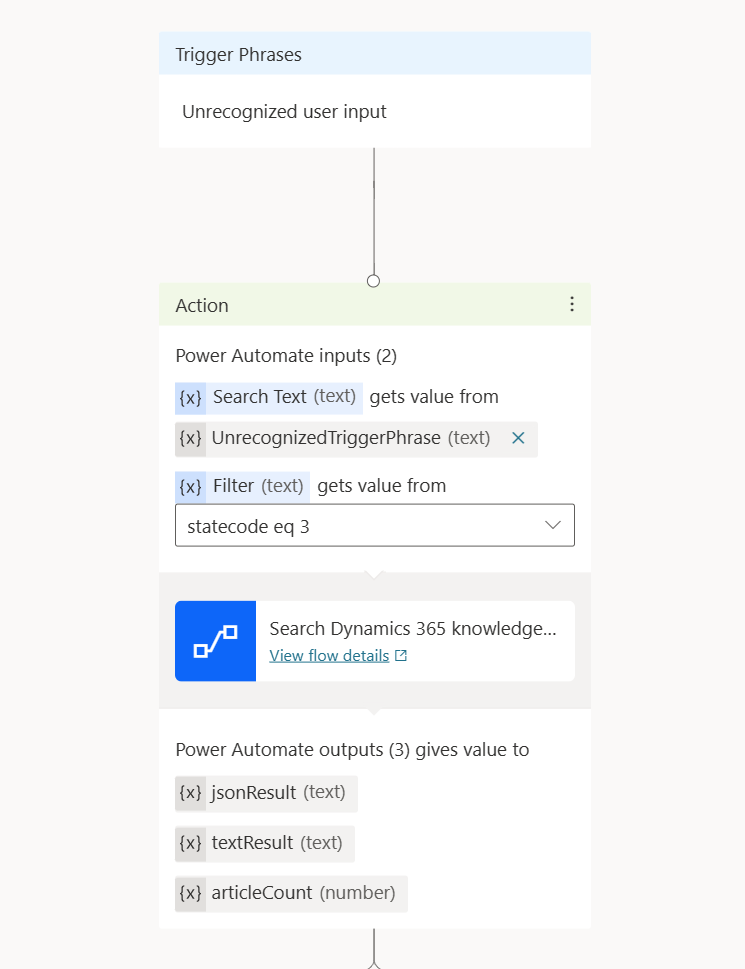 Trigger Phrases
Unrecognized user input
Action
Power Automate inputs (2)
{x} Search Text (text) gets value from
{x} UnrecognizedTriggerPhrase (text)
{x} Filter (text) gets value from
statecode eq 3
Search Dynamics 365 knowledge...
View flow details
Power Automate outputs (3) gives value to
{x} jsonResult (text)
{x} textResult (text)
{x} articleCount (number)